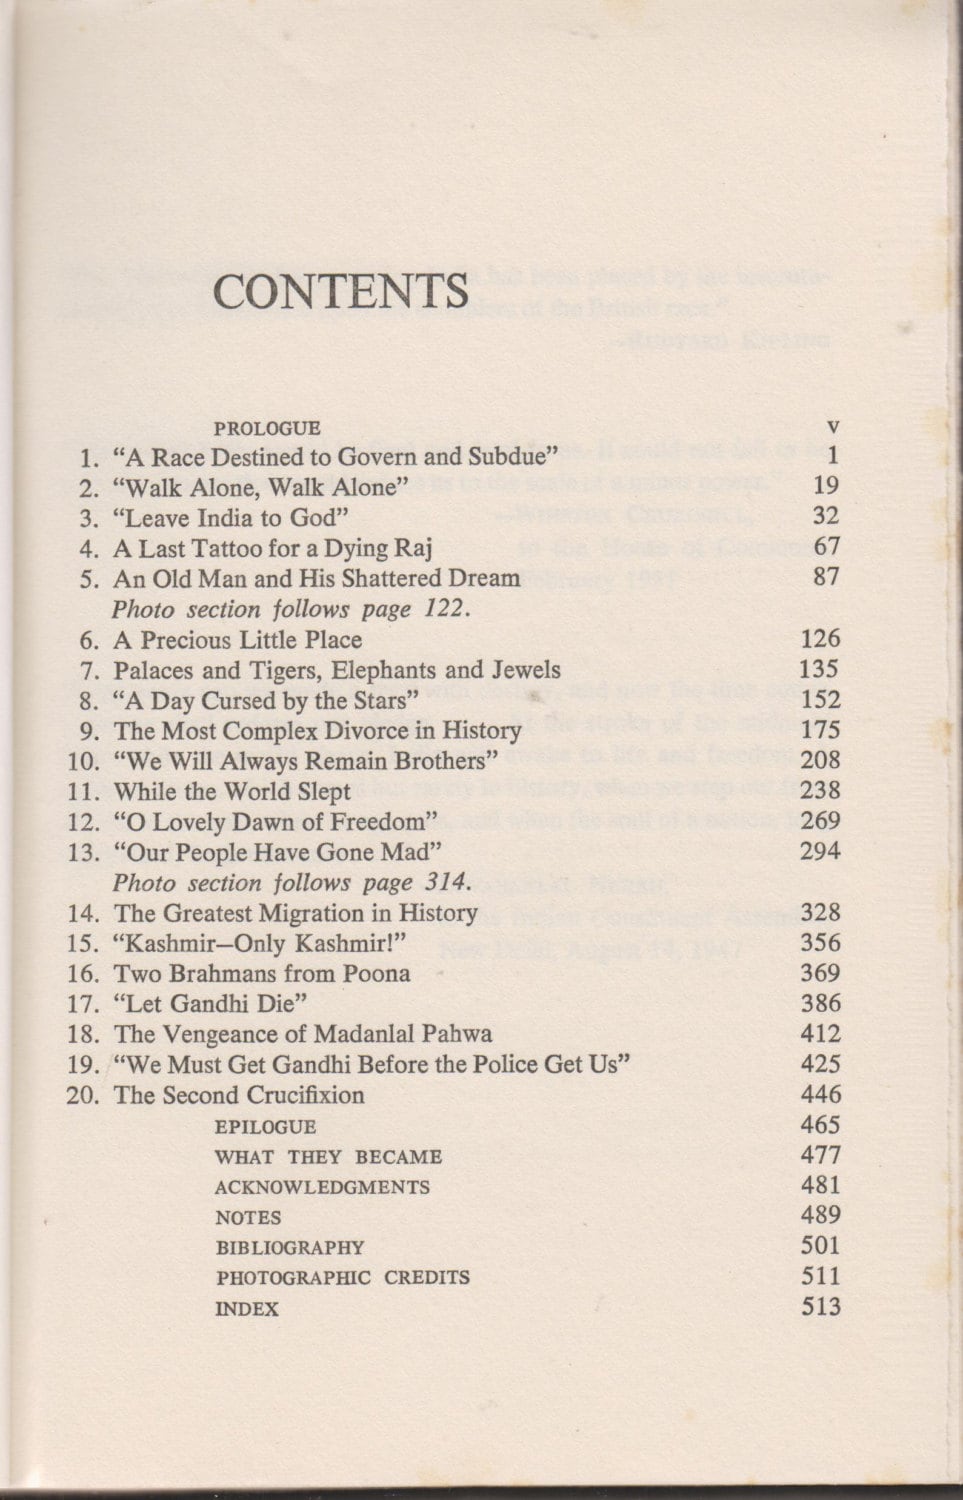 CONTENTS
PROLOGUE v
1. “A Race Destined to Govern and Subdue” 1
2. “Walk Alone, Walk Alone” 19
3. “Leave India to God” 32
4. A Last Tattoo for a Dying Raj 67
5. An Old Man and His Shattered Dream 87
Photo section follows page 122.
6. A Precious Little Place 126
7. Palaces and Tigers, Elephants and Jewels 135
8. “A Day Cursed by the Stars” 152
9. The Most Complex Divorce in History 175
10. “We Will Always Remain Brothers” 208
11. While the World Slept 238
12. “O Lovely Dawn of Freedom” 269
13. “Our People Have Gone Mad” 294
Photo section follows page 314.
14. The Greatest Migration in History 328
15. “Kashmir—Only Kashmir!” 356
16. Two Brahmans from Poona 369
17. “Let Gandhi Die” 386
18. The Vengeance of Madanlal Pahwa 412
19. “We Must Get Gandhi Before the Police Get Us” 425
20. The Second Crucifixion 446
EPILOGUE 465
WHAT THEY BECAME 477
ACKNOWLEDGMENTS 481
NOTES 489
BIBLIOGRAPHY 501
PHOTOGRAPHIC CREDITS 511
INDEX 513